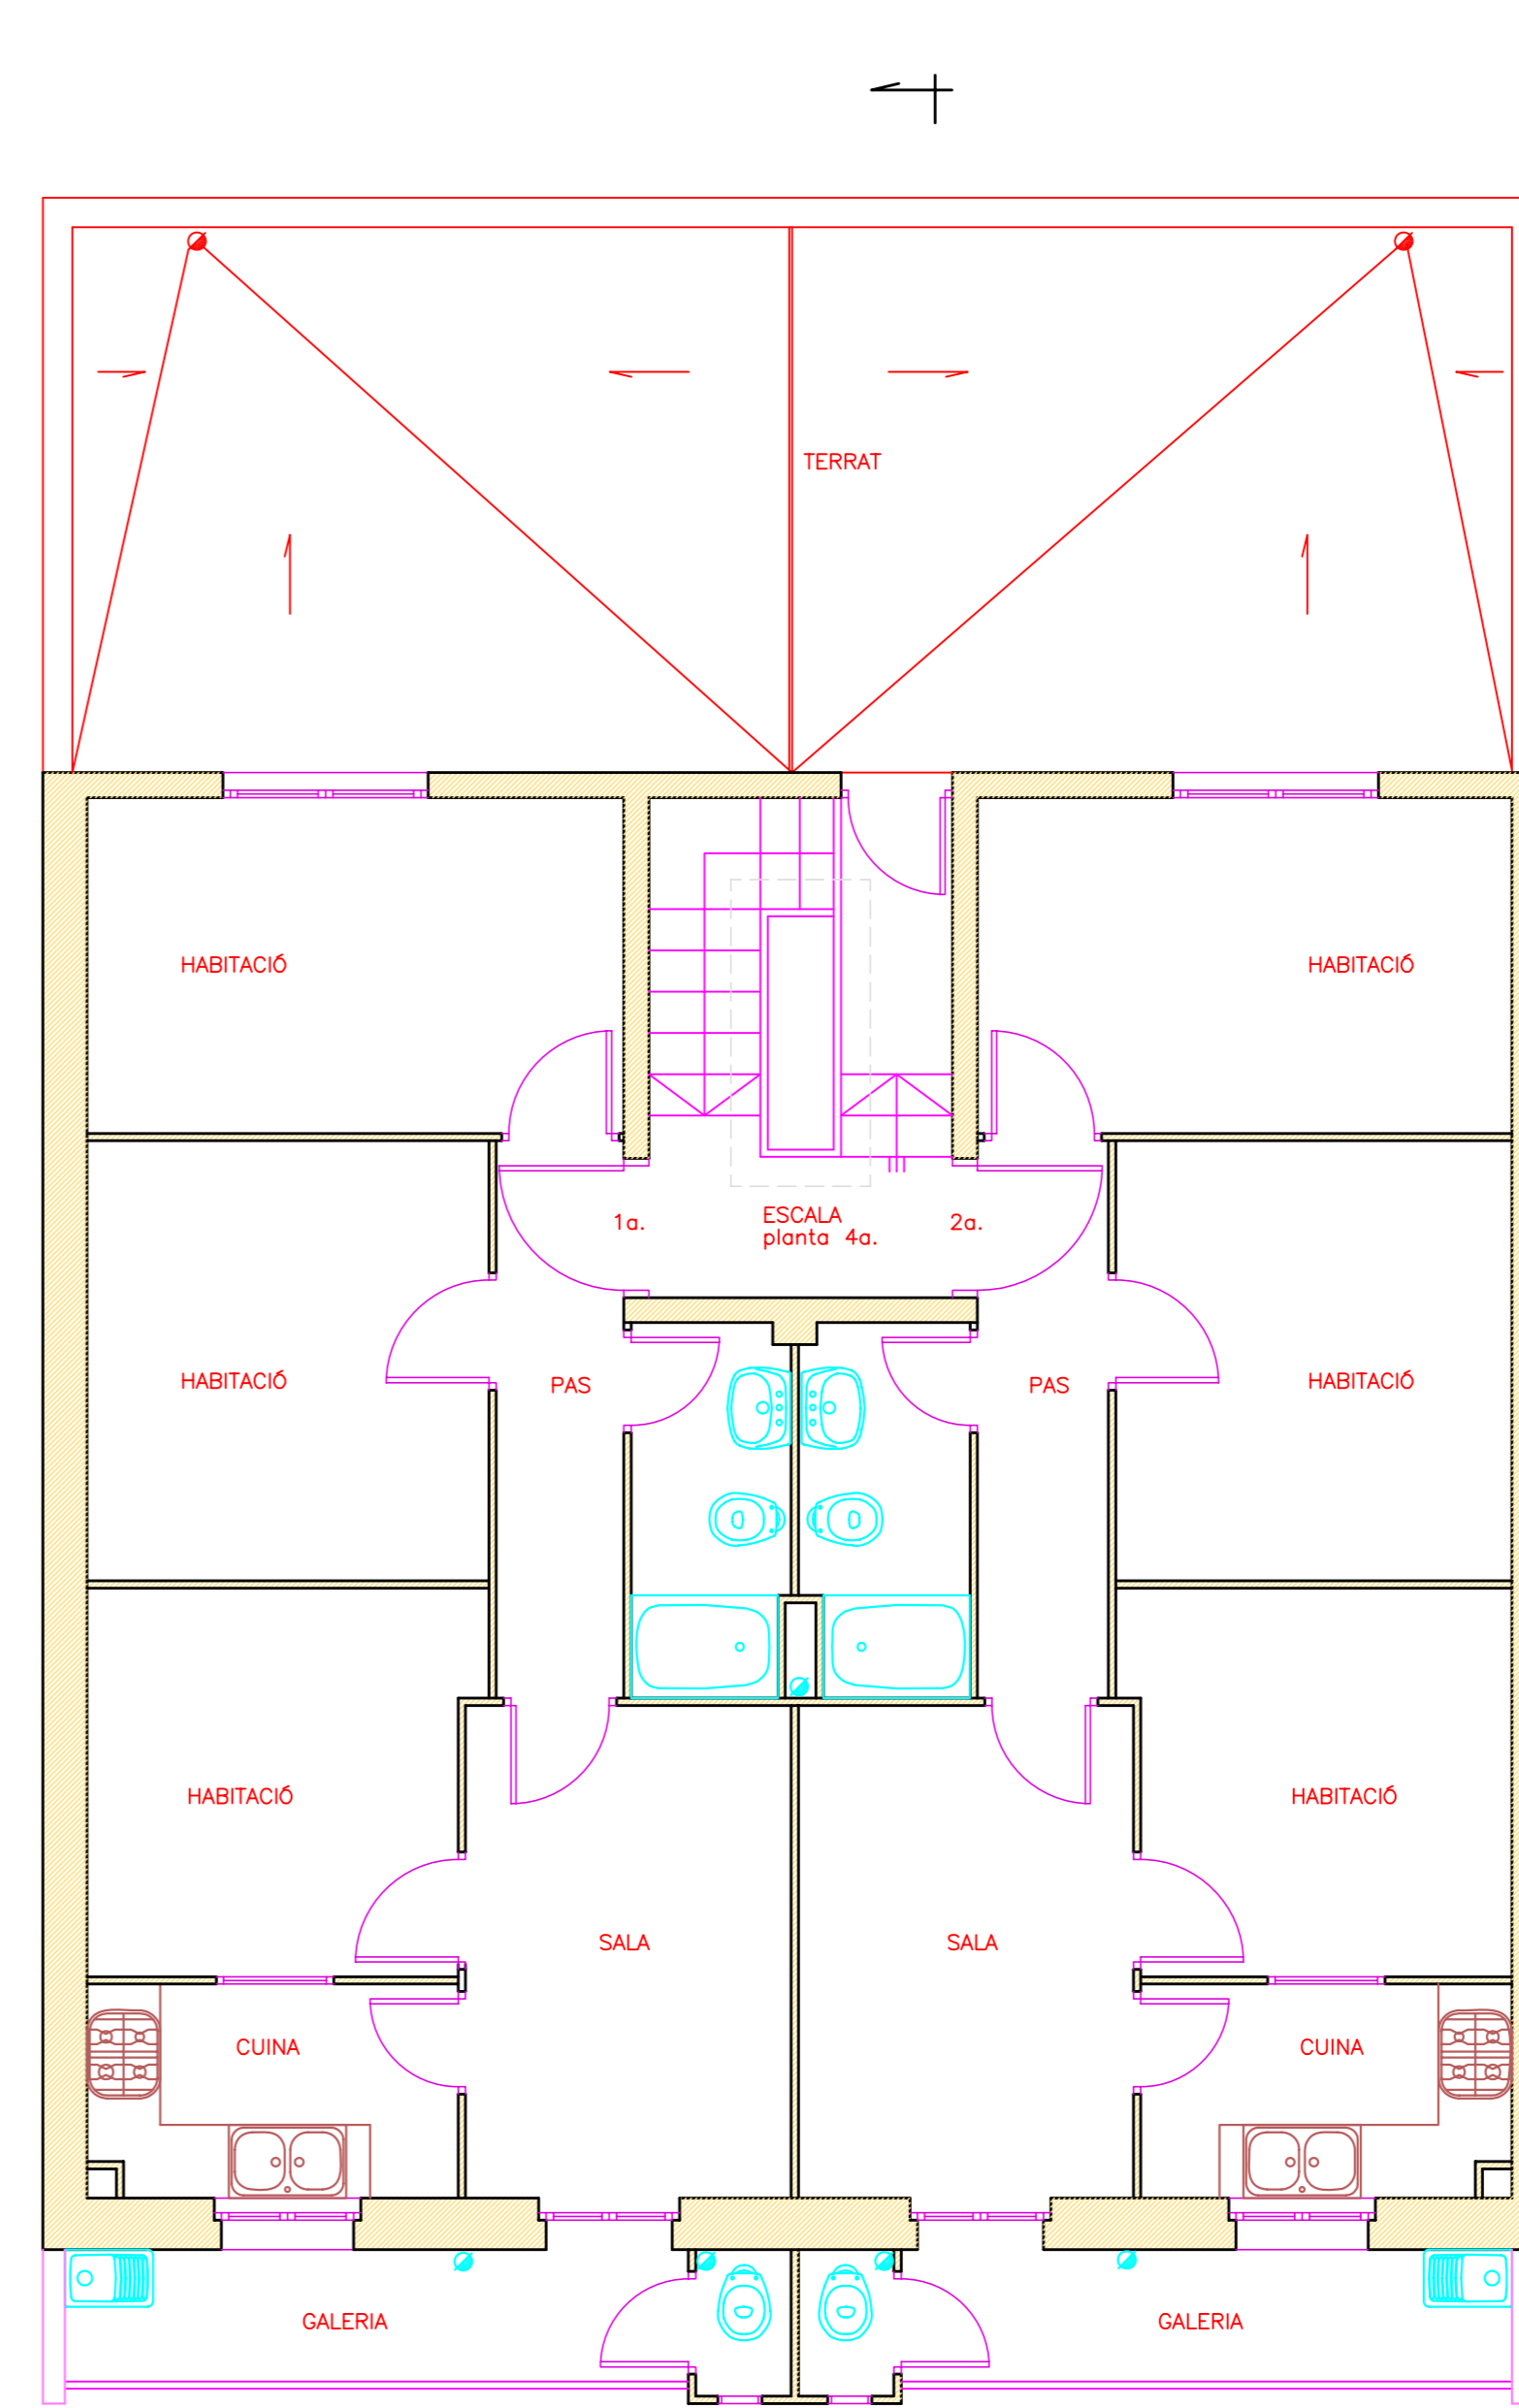 TERRAT
HABITACIÓ
HABITACIÓ
1a.
ESCALA
planta 4a.
2a.
HABITACIÓ
PAS
PAS
HABITACIÓ
HABITACIÓ
HABITACIÓ
SALA
SALA
CUINA
CUINA
GALERIA
GALERIA